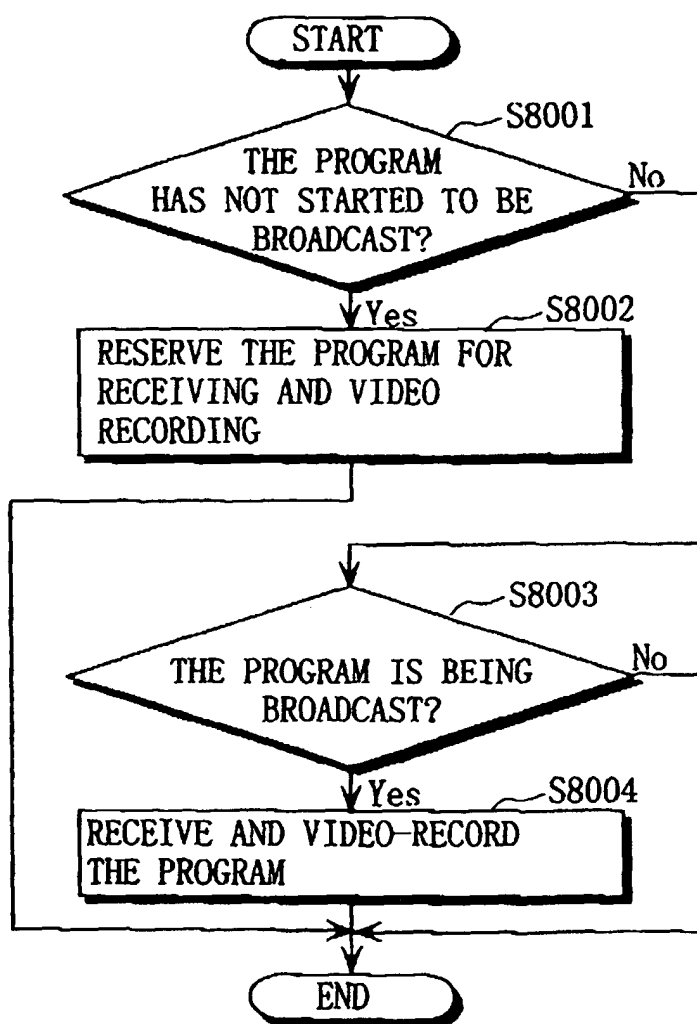 START
S8001
THE PROGRAM
HAS NOT STARTED TO BE
BROADCAST?
No
Yes
S8002
RESERVE THE PROGRAM FOR
RECEIVING AND VIDEO
RECORDING
S8003
THE PROGRAM IS BEING
BROADCAST?
No
Yes
S8004
RECEIVE AND VIDEO-RECORD
THE PROGRAM
END